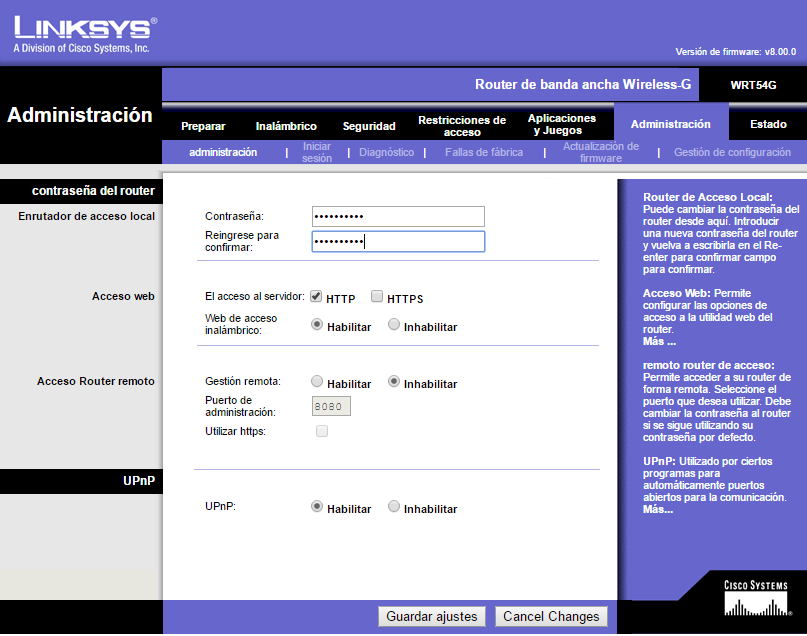 LINKSYS®
A Division of Cisco Systems, Inc.
Versión de firmware: v8.00.0
Router de banda ancha Wireless-G
WRT54G
Administración
Preparar
Inalámbrico
Seguridad
Restricciones de
acceso
Aplicaciones
y Juegos
Administración
Estado
administración
|
Iniciar
sesión
|
Diagnóstico
|
Fallas de fábrica
|
Actualización de
firmware
|
Gestión de configuración
contraseña del router
Enrutador de acceso local
Contraseña:
••••••••••
Reingrese para
confirmar:
••••••••••
Acceso web
El acceso al servidor: HTTP HTTPS
Web de acceso
inalámbrico:
Habilitar Inhabilitar
Acceso Router remoto
Gestión remota: Habilitar Inhabilitar
Puerto de
administración:
8080
Utilizar https:
UPnP
UPnP: Habilitar Inhabilitar
Router de Acceso Local:
Puede cambiar la contraseña del
router desde aquí. Introducir
una nueva contraseña del router
y vuelva a escribirla en el Re-
enter para confirmar campo
para confirmar.
Acceso Web: Permite
configurar las opciones de
acceso a la utilidad web del
router.
Más ...
remoto router de acceso:
Permite acceder a su router de
forma remota. Seleccione el
puerto que desea utilizar. Debe
cambiar la contraseña al router
si se sigue utilizando su
contraseña por defecto.
UPnP: Utilizado por ciertos
programas para
automáticamente puertos
abiertos para la comunicación.
Más...
Guardar ajustes
Cancel Changes
CISCO SYSTEMS
®